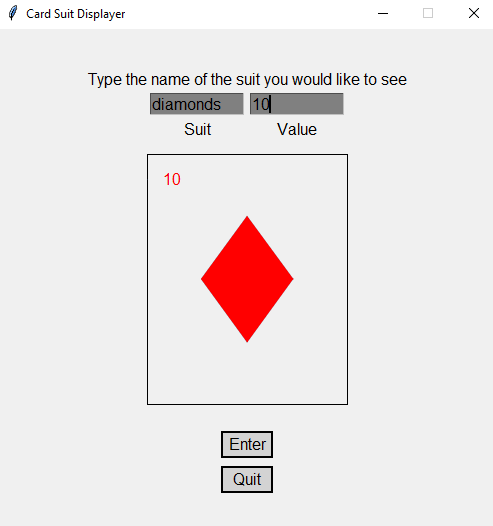 Card Suit Displayer
Type the name of the suit you would like to see
diamonds 10
Suit Value
10
Enter
Quit